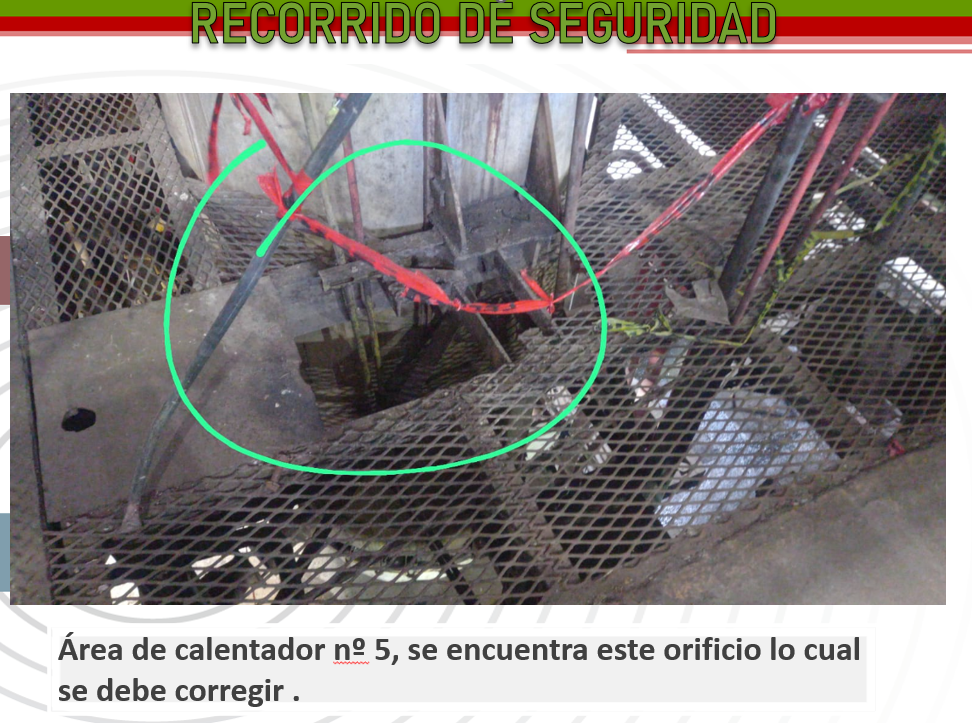 RECORRIDO DE SEGURIDAD
Área de calentador nº 5, se encuentra este orificio lo cual
se debe corregir .